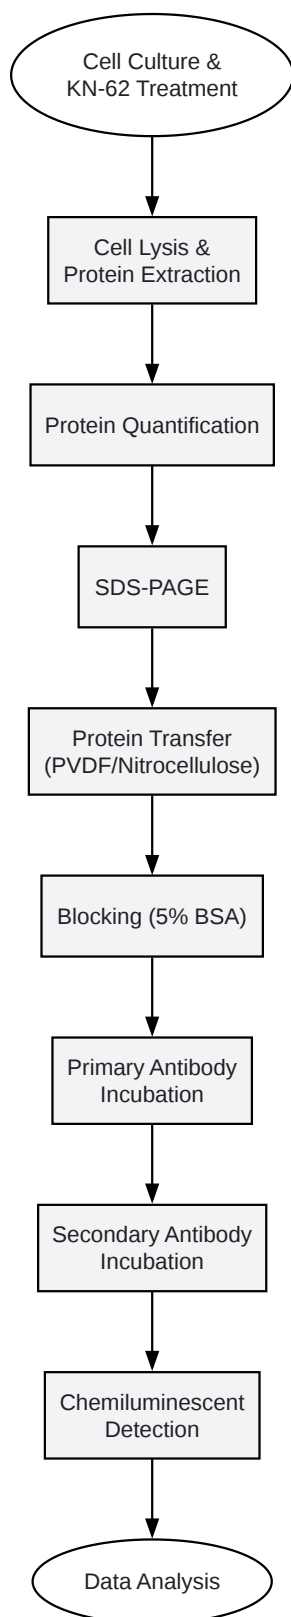 Cell Culture &
KN-62 Treatment
Cell Lysis &
Protein Extraction
Protein Quantification
SDS-PAGE
Protein Transfer
(PVDF/Nitrocellulose)
Blocking (5% BSA)
Primary Antibody
Incubation
Secondary Antibody
Incubation
Chemiluminescent
Detection
Data Analysis